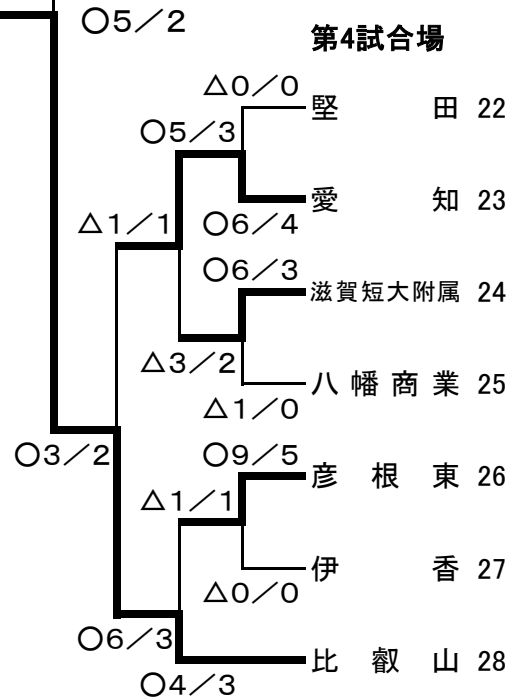 ○5／2
第4試合場
△0／0
堅田 22
○5／3
愛知 23
△1／1
○6／4
○6／3
滋賀短大附属 24
△3／2
八幡商業 25
△1／0
○3／2
○9／5
彦根東 26
△1／1
伊香 27
△0／0
○6／3
比叡山 28
○4／3